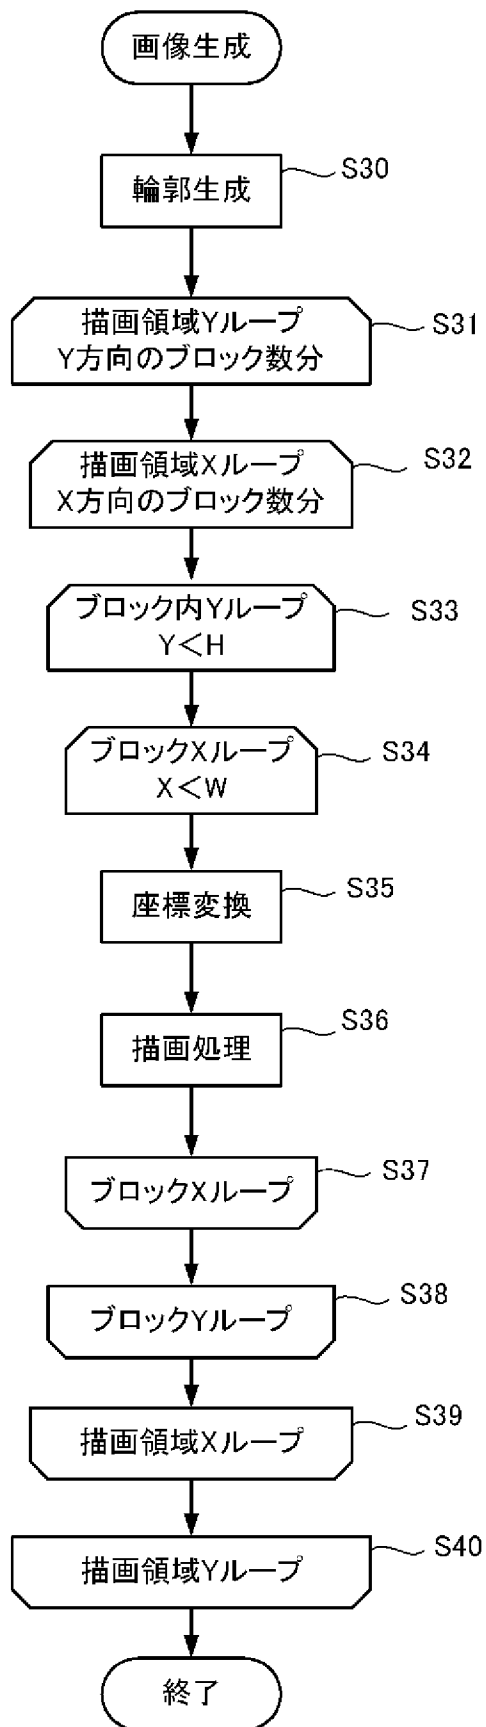 画像生成
輪郭生成
S30
描画領域Yループ
Y方向のブロック数分
S31
描画領域Xループ
X方向のブロック数分
S32
ブロック内Yループ
Y<H
S33
ブロックXループ
X<W
S34
座標変換
S35
描画処理
S36
ブロックXループ
S37
ブロックYループ
S38
描画領域Xループ
S39
描画領域Yループ
S40
終了